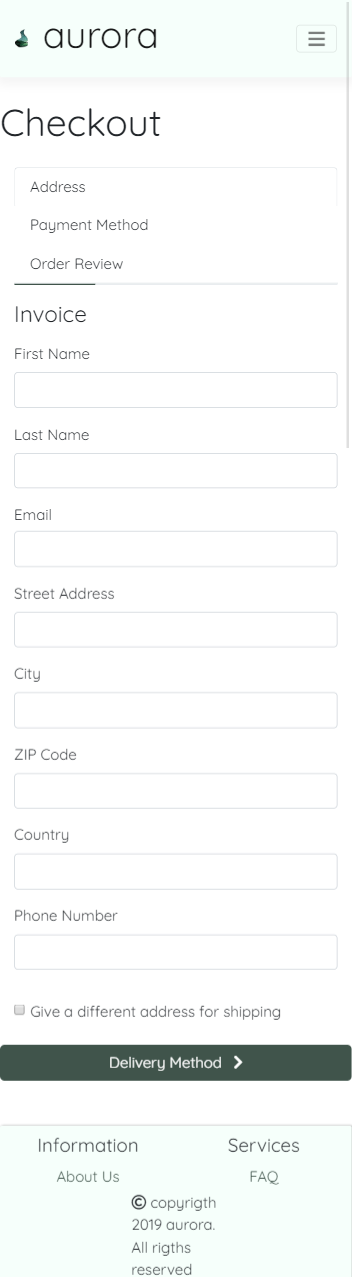 aurora
Checkout
Address
Payment Method
Order Review
Invoice
First Name
Last Name
Email
Street Address
City
ZIP Code
Country
Phone Number
Give a different address for shipping
Delivery Method
Information
Services
About Us
FAQ
© copyrigth
2019 aurora.
All rigths
reserved